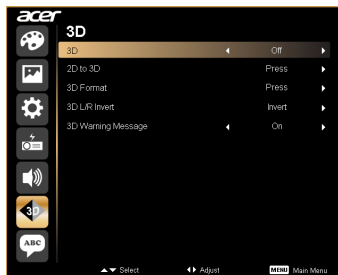 acer
3D
3D Off
2D to 3D Press
3D Format Press
3D L/R Invert Invert
3D Warning Message On
3D
ABC
Select Adjust MENU Main Menu